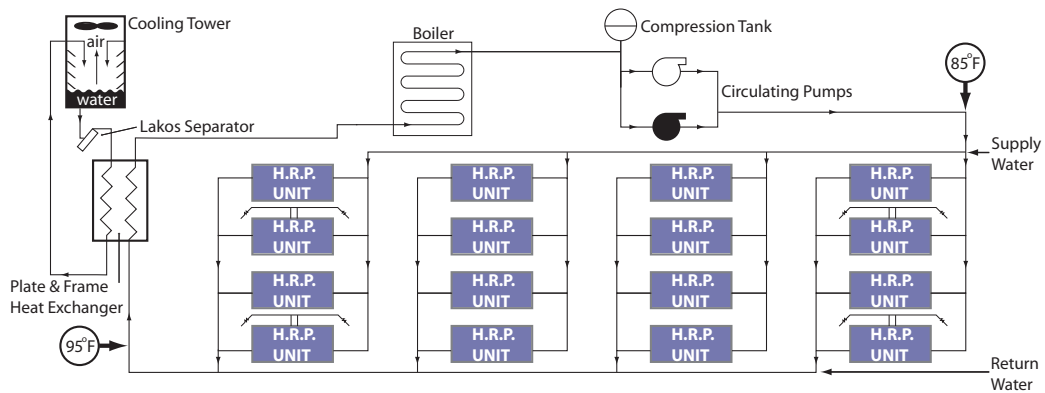 Cooling Tower
air
water
Lakos Separator
Boiler
Compression Tank
Circulating Pumps
85°F
Supply
Water
H.R.P.
UNIT
H.R.P.
UNIT
H.R.P.
UNIT
H.R.P.
UNIT
H.R.P.
UNIT
H.R.P.
UNIT
H.R.P.
UNIT
H.R.P.
UNIT
H.R.P.
UNIT
H.R.P.
UNIT
H.R.P.
UNIT
H.R.P.
UNIT
H.R.P.
UNIT
H.R.P.
UNIT
H.R.P.
UNIT
H.R.P.
UNIT
Plate & Frame
Heat Exchanger
95°F
Return
Water